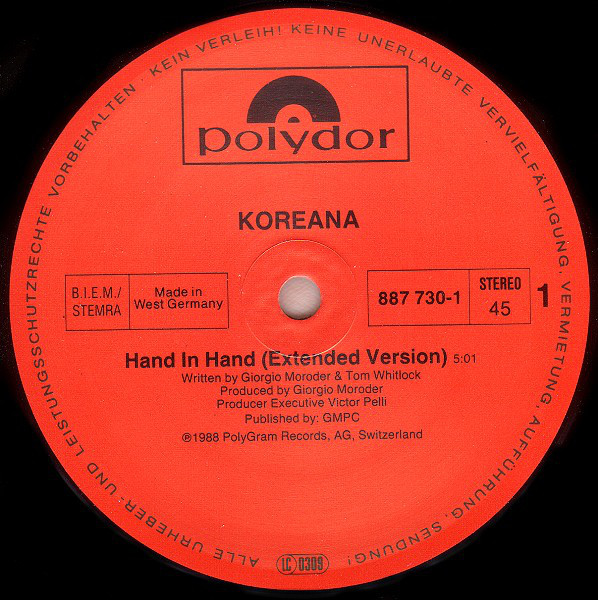 ALLE URHEBER- UND LEISTUNGSSCHUTZRECHTE VORBEHALTEN · KEIN VERLEIH! KEINE UNERLAUBTE VERVIELFÄLTIGUNG, VERMIETUNG, AUFFÜHRUNG, SENDUNG!
polydor
KOREANA
B.I.E.M./
STEMRA
Made in
West Germany
887 730-1
STEREO
45
1
Hand In Hand (Extended Version) 5:01
Written by Giorgio Moroder & Tom Whitlock
Produced by Giorgio Moroder
Producer Executive Victor Pelli
Published by: GMPC
℗1988 PolyGram Records, AG, Switzerland
LC 0309